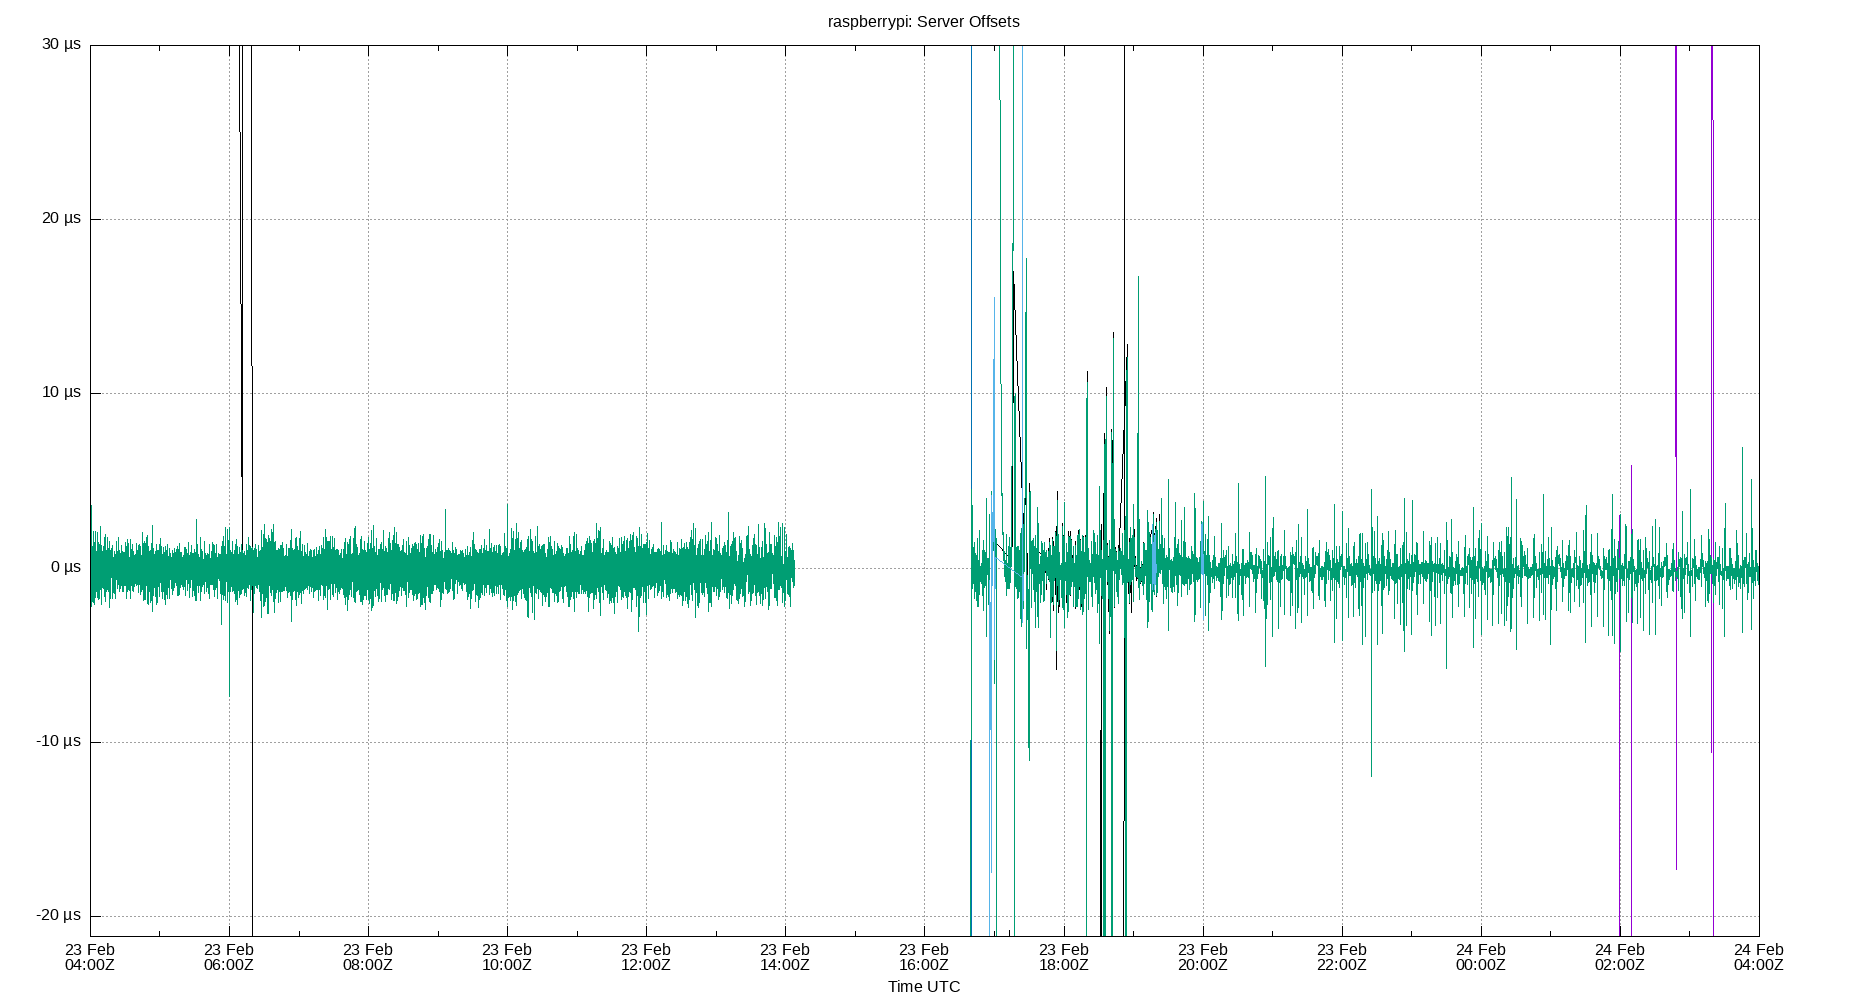 raspberrypi: Server Offsets
30 µs
20 µs
10 µs
0 µs
-10 µs
-20 µs
23 Feb 23 Feb 23 Feb 23 Feb 23 Feb 23 Feb 23 Feb 23 Feb 23 Feb 23 Feb 24 Feb 24 Feb 24 Feb
04:00Z 06:00Z 08:00Z 10:00Z 12:00Z 14:00Z 16:00Z 18:00Z 20:00Z 22:00Z 00:00Z 02:00Z 04:00Z
Time UTC